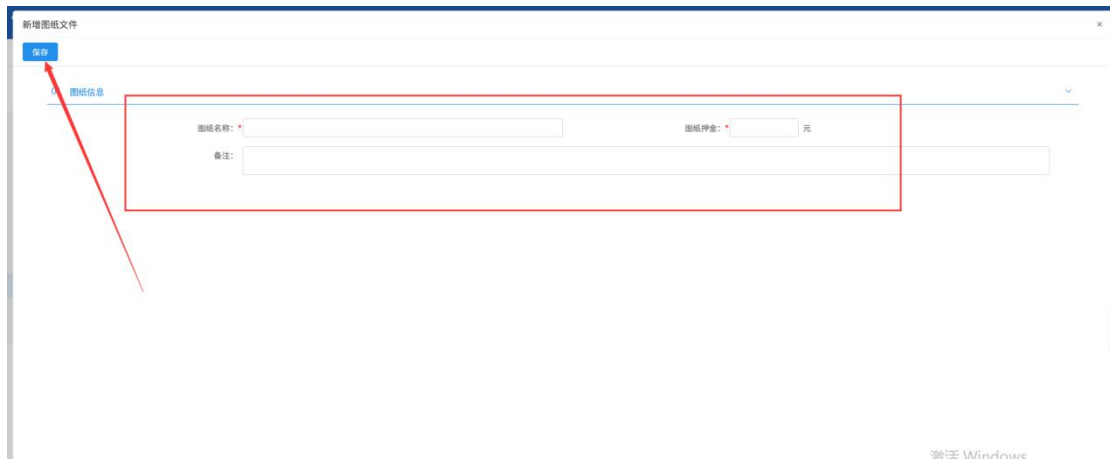 新增图纸文件 ×
保存
图纸信息
图纸名称: * 图纸押金: * 元
备注:
激活 Windows